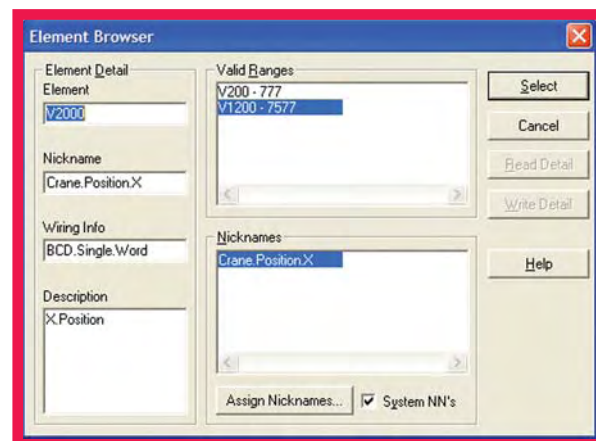 Element Browser
Element Detail
Element
V2000
Nickname
Crane.Position.X
Wiring Info
BCD.Single.Word
Description
X.Position
Valid Ranges
V200 - 777
V1200 - 7577
Nicknames
Crane.Position.X
Assign Nicknames...
System NN's
Select
Cancel
Read Detail
Write Detail
Help